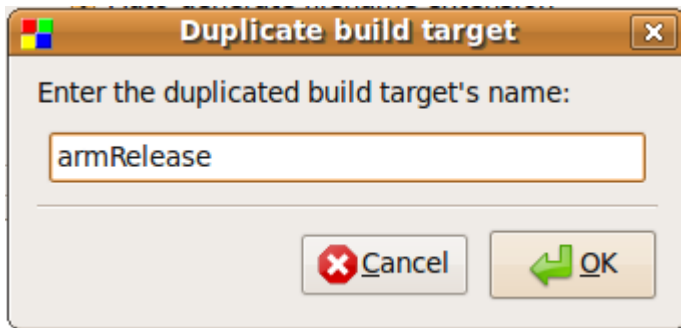 Duplicate build target
Enter the duplicated build target's name:
armRelease
Cancel
OK